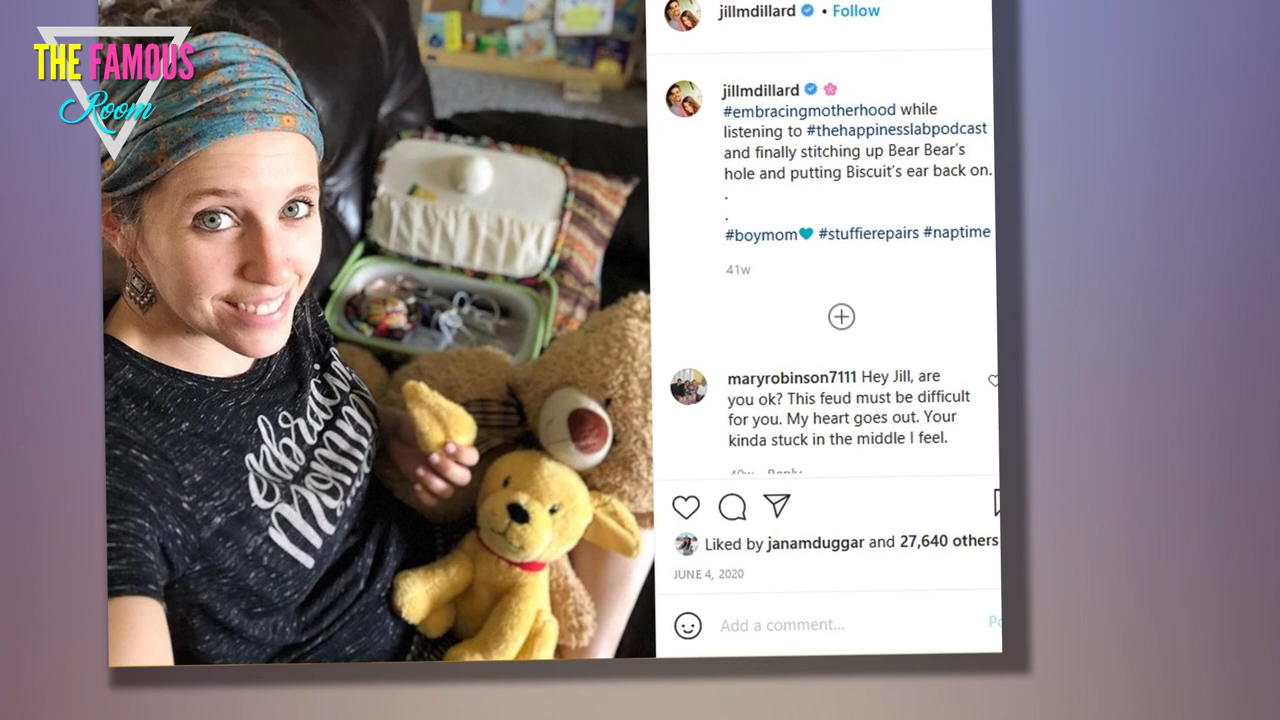 THE FAMOUS
Room
embracing
Mommy
jillmdillard • Follow
jillmdillard
#embracingmotherhood while
listening to #thehappinesslabpodcast
and finally stitching up Bear Bear's
hole and putting Biscuit's ear back on.
.
.
#boymom #stuffierepairs #naptime
41w
maryrobinson7111 Hey Jill, are
you ok? This feud must be difficult
for you. My heart goes out. Your
kinda stuck in the middle I feel.
Reply
Liked by janamduggar and 27,640 others
JUNE 4, 2020
Add a comment...